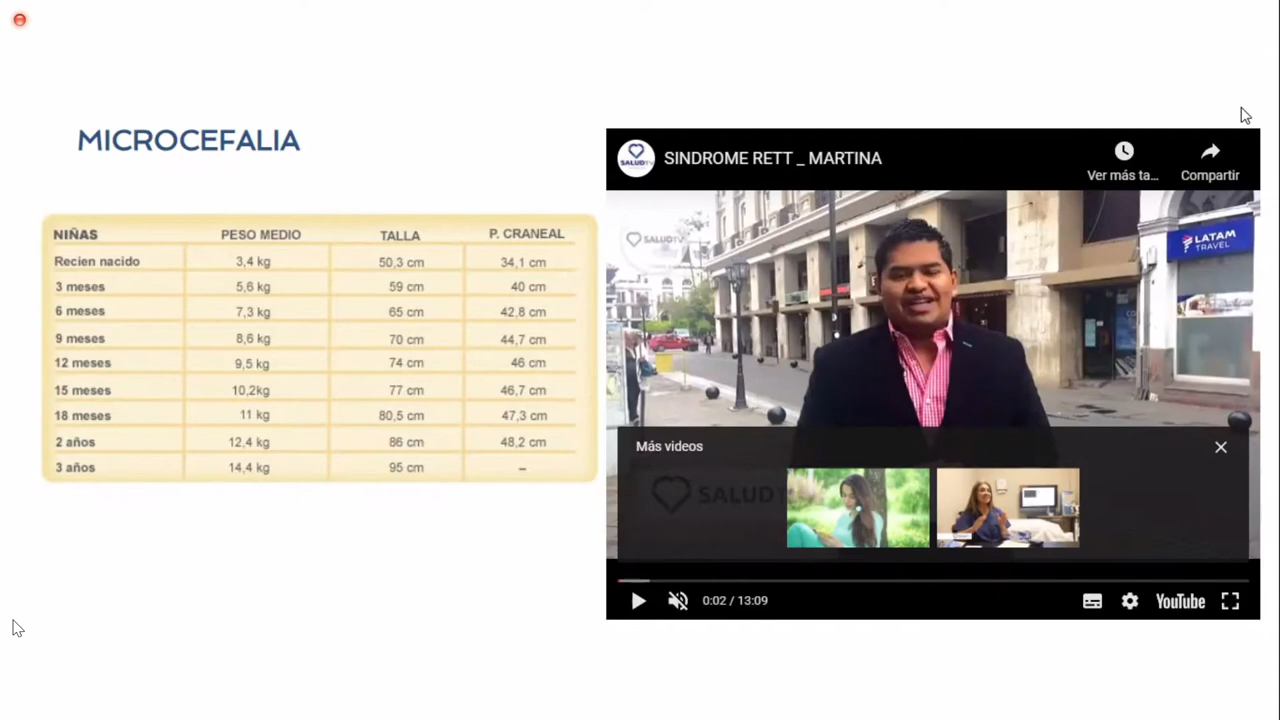 MICROCEFALIA
NIÑAS PESO MEDIO TALLA P. CRANEAL
Recien nacido 3,4 kg 50,3 cm 34,1 cm
3 meses 5,6 kg 59 cm 40 cm
6 meses 7,3 kg 65 cm 42,8 cm
9 meses 8,6 kg 70 cm 44,7 cm
12 meses 9,5 kg 74 cm 46 cm
15 meses 10,2kg 77 cm 46,7 cm
18 meses 11 kg 80,5 cm 47,3 cm
2 años 12,4 kg 86 cm 48,2 cm
3 años 14,4 kg 95 cm –
SALUDTV
SINDROME RETT _ MARTINA
Ver más ta...
Compartir
SALUDTV
LATAM
TRAVEL
Más videos
SALUDTV
0:02 / 13:09
YouTube